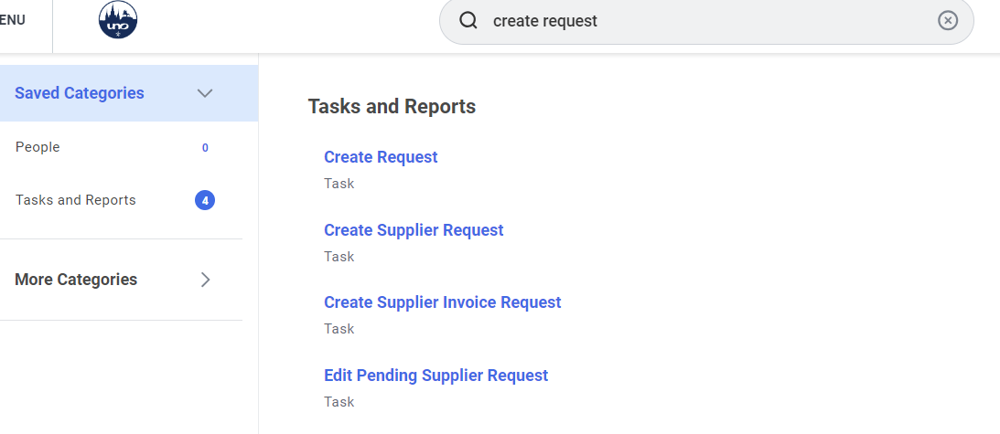 ENU
uno
create request
Saved Categories
People 0
Tasks and Reports 4
More Categories
Tasks and Reports
Create Request
Task
Create Supplier Request
Task
Create Supplier Invoice Request
Task
Edit Pending Supplier Request
Task